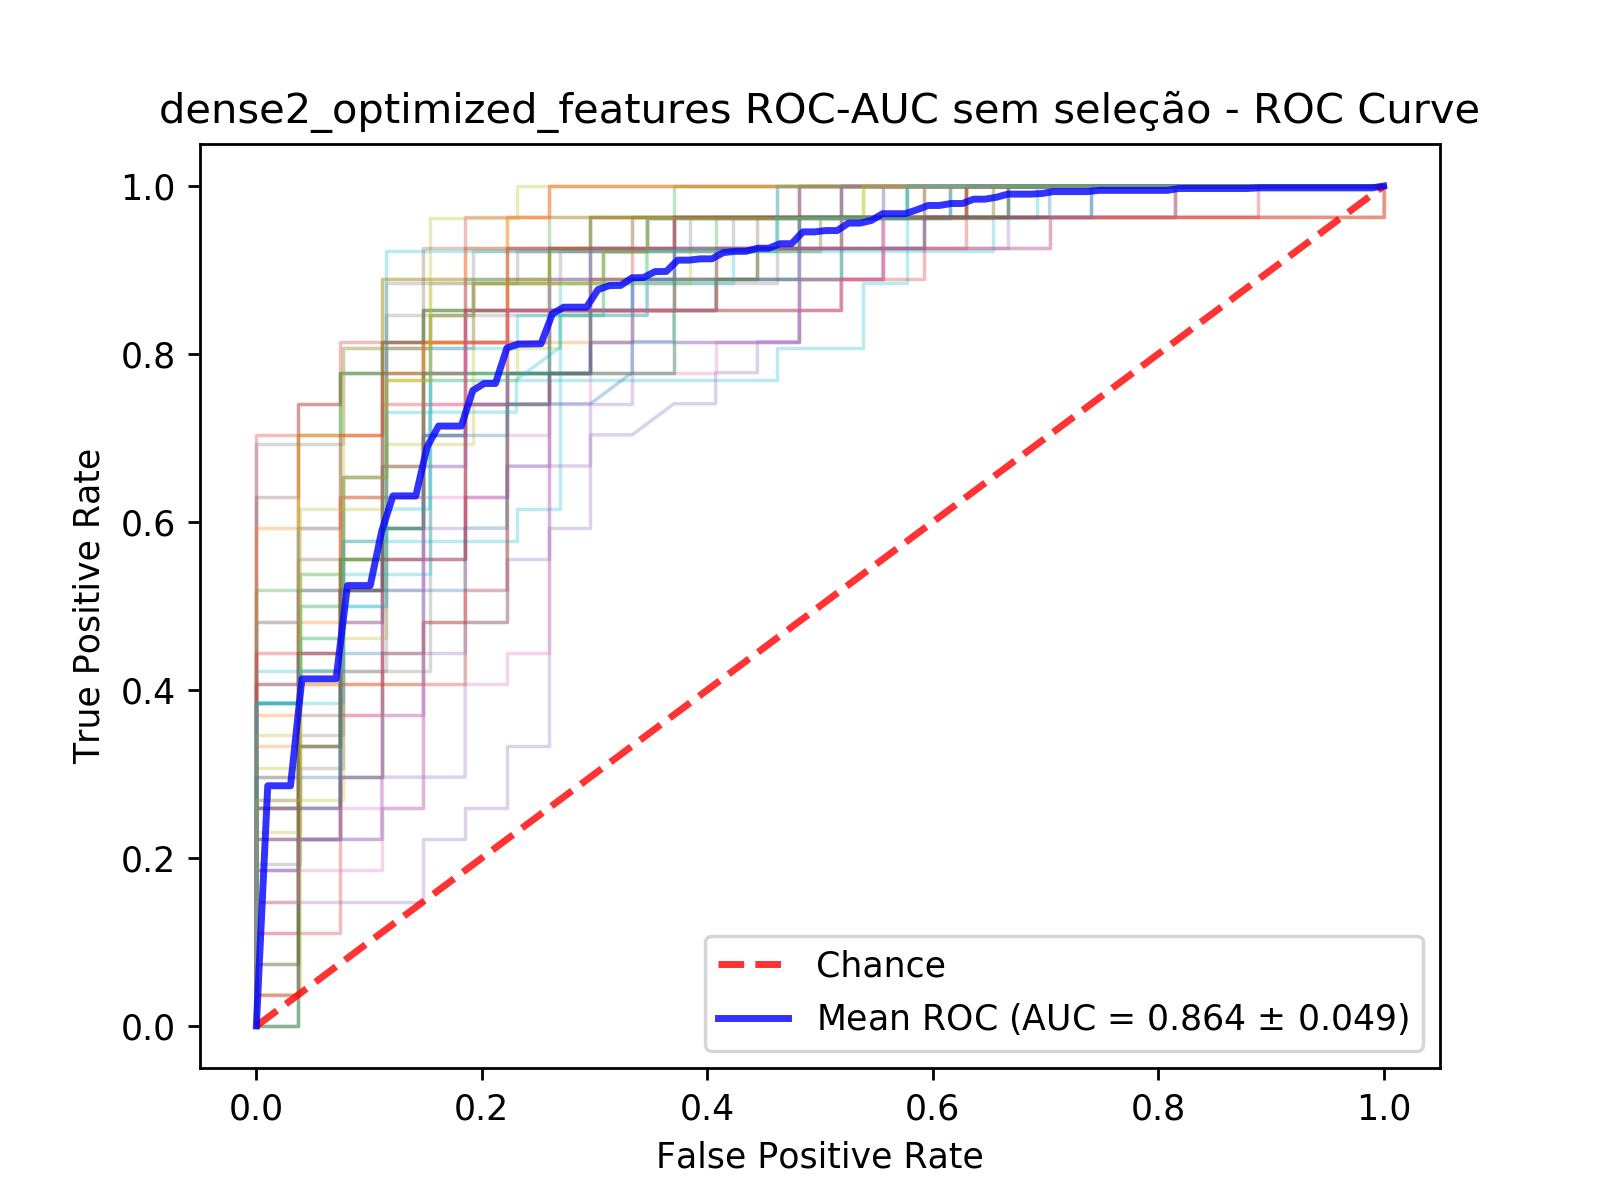 dense2_optimized_features ROC-AUC sem seleção - ROC Curve
True Positive Rate
1.0
0.8
0.6
0.4
0.2
0.0
Chance
Mean ROC (AUC = 0.864 ± 0.049)
0.0 0.2 0.4 0.6 0.8 1.0
False Positive Rate